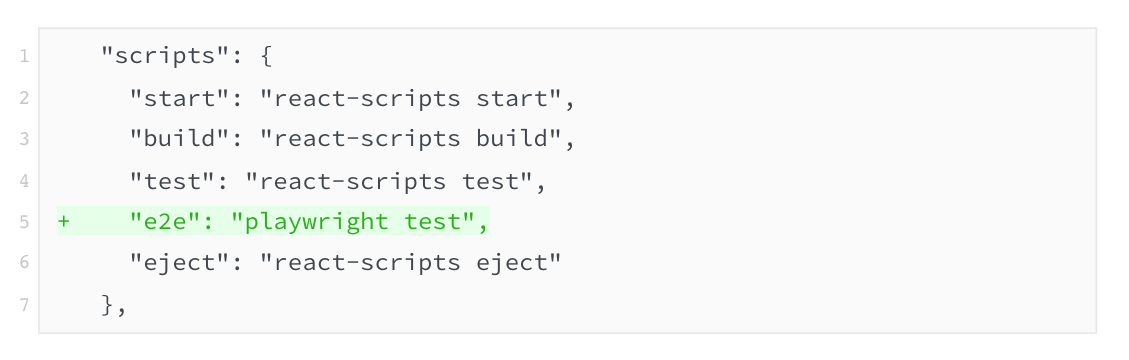 1 "scripts": {
2 "start": "react-scripts start",
3 "build": "react-scripts build",
4 "test": "react-scripts test",
5 + "e2e": "playwright test",
6 "eject": "react-scripts eject"
7 },